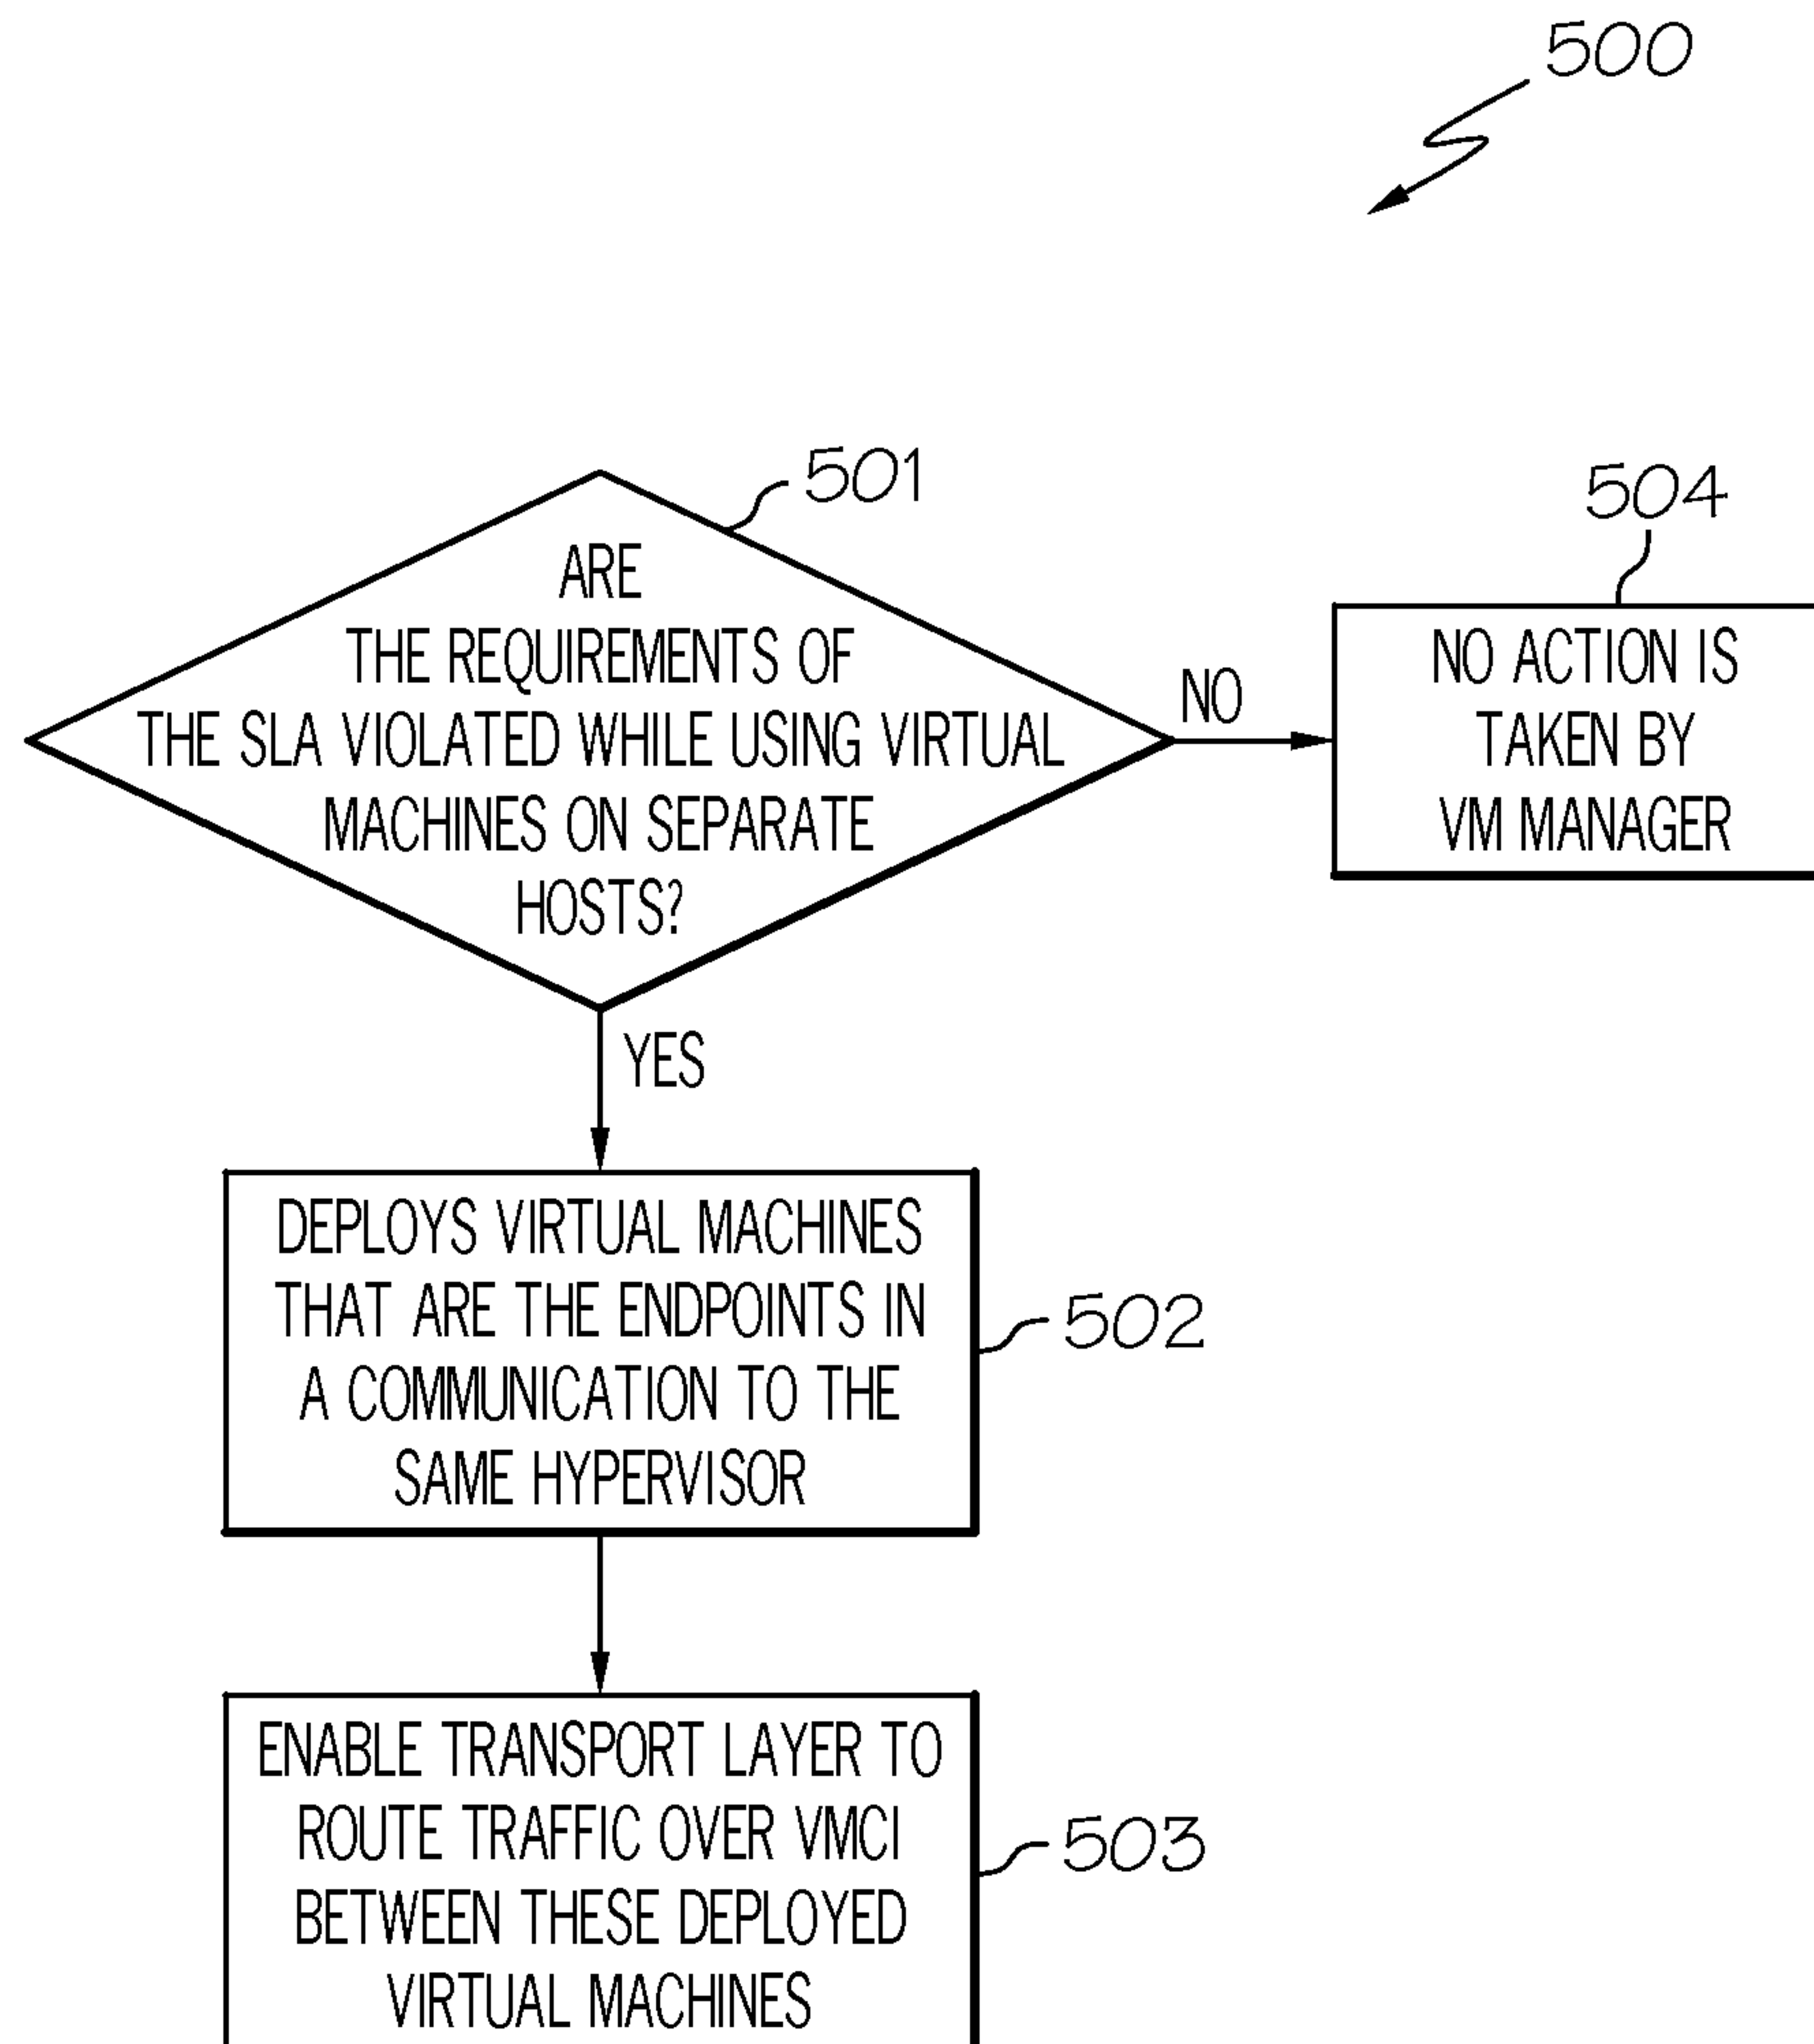 500
501
ARE
THE REQUIREMENTS OF
THE SLA VIOLATED WHILE USING VIRTUAL
MACHINES ON SEPARATE
HOSTS?
NO
504
NO ACTION IS
TAKEN BY
VM MANAGER
YES
DEPLOYS VIRTUAL MACHINES
THAT ARE THE ENDPOINTS IN
A COMMUNICATION TO THE
SAME HYPERVISOR
502
ENABLE TRANSPORT LAYER TO
ROUTE TRAFFIC OVER VMCI
BETWEEN THESE DEPLOYED
VIRTUAL MACHINES
503